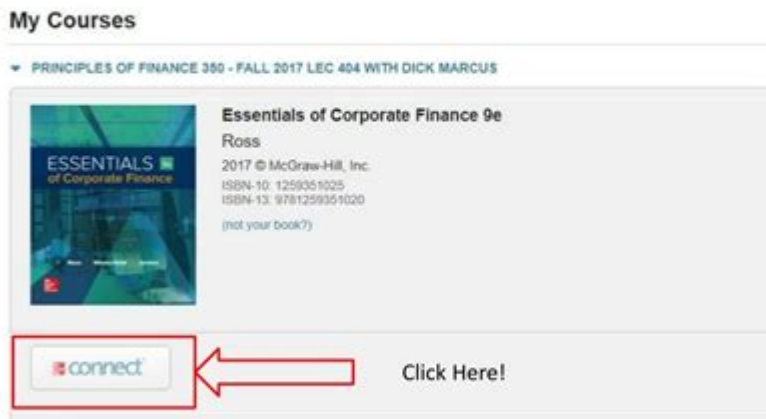 My Courses
PRINCIPLES OF FINANCE 350 - FALL 2017 LEC 404 WITH DICK MARCUS
ESSENTIALS
of Corporate Finance
Essentials of Corporate Finance 9e
Ross
2017 © McGraw-Hill, Inc.
ISBN-10: 1259351025
ISBN-13: 9781259351020
(not your book?)
connect
Click Here!